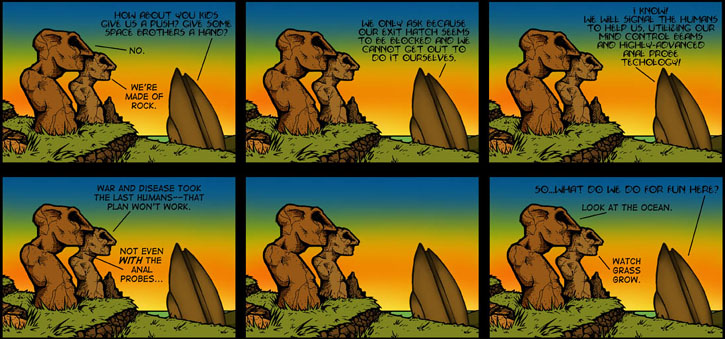 HOW ABOUT YOU KIDS
GIVE US A PUSH? GIVE SOME
SPACE BROTHERS A HAND?
NO.
WE'RE
MADE OF
ROCK.
WE ONLY ASK BECAUSE
OUR EXIT HATCH SEEMS
TO BE BLOCKED AND WE
CANNOT GET OUT TO
DO IT OURSELVES.
I KNOW!
WE WILL SIGNAL THE HUMANS
TO HELP US, UTILIZING OUR
MIND CONTROL BEAMS
AND HIGHLY-ADVANCED
ANAL PROBE
TECHOLOGY!
WAR AND DISEASE TOOK
THE LAST HUMANS--THAT
PLAN WON'T WORK.
NOT EVEN
WITH THE
ANAL
PROBES...
SO...WHAT DO WE DO FOR FUN HERE?
LOOK AT THE OCEAN.
WATCH
GRASS
GROW.